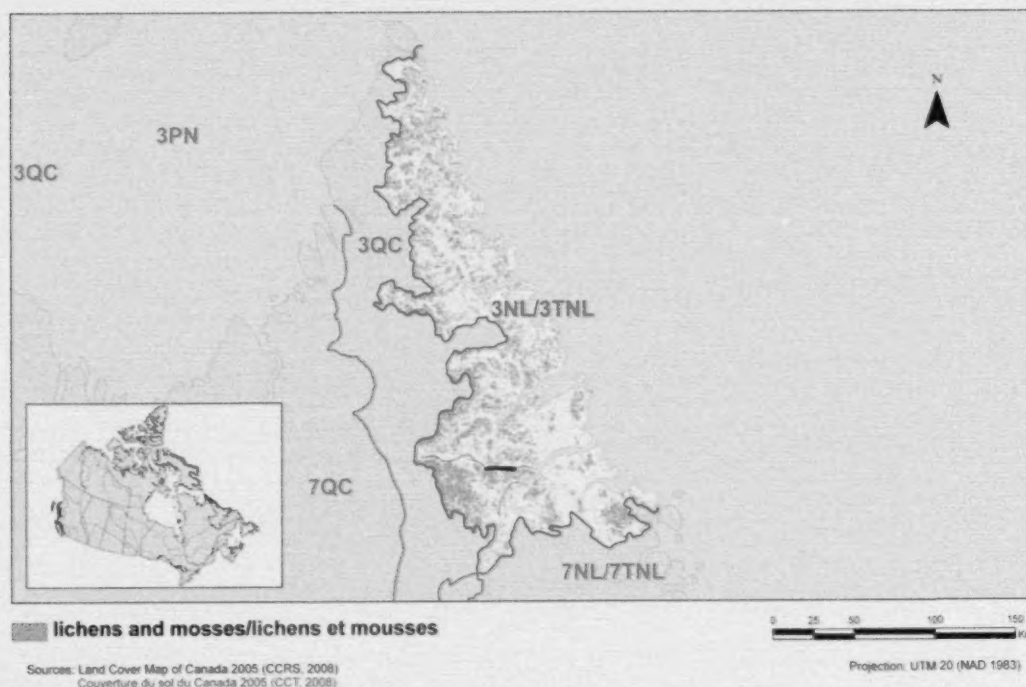 N
3PN
3QC
3QC
3NL/3TNL
7QC
7NL/7TNL
lichens and mosses/lichens et mousses
0 25 50 100 150
Sources: Land Cover Map of Canada 2005 (CCRS, 2008)
Couverture du sol du Canada 2005 (CCT, 2008)
Projection: UTM 20 (NAD 1983)